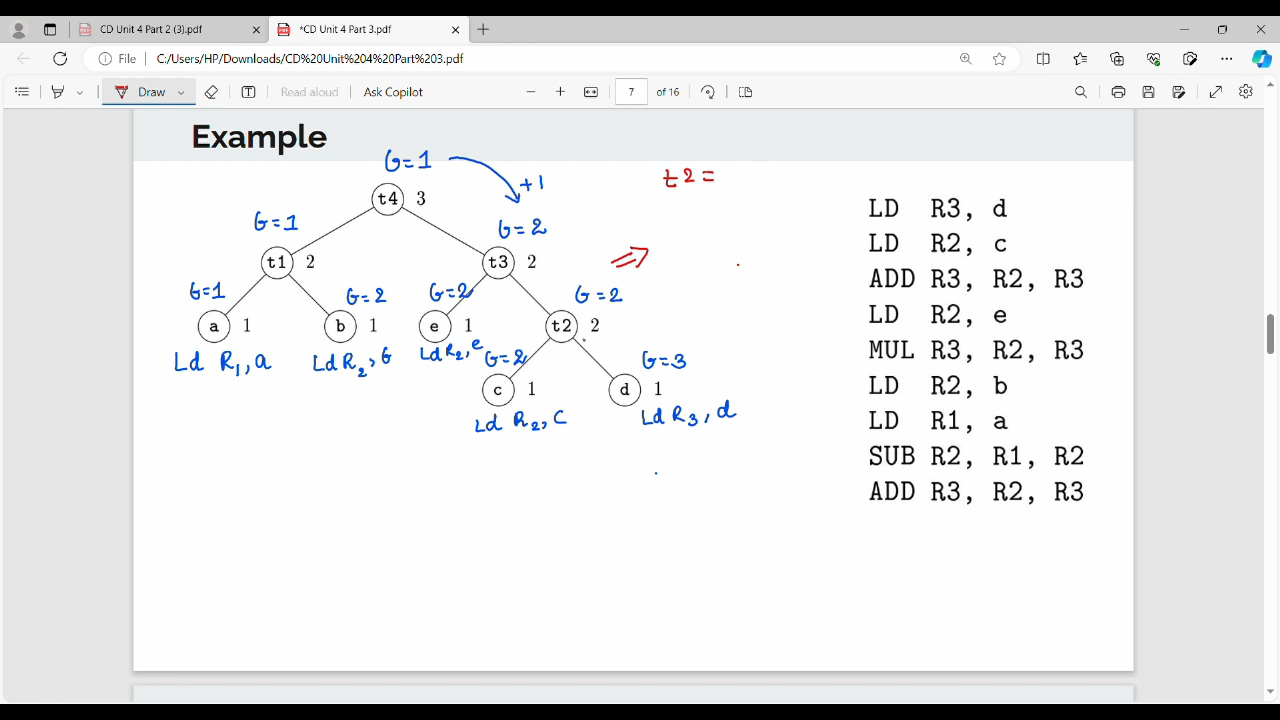 CD Unit 4 Part 2 (3).pdf
*CD Unit 4 Part 3.pdf
File
C:/Users/HP/Downloads/CD%20Unit%204%20Part%203.pdf
Draw
Read aloud
Ask Copilot
7
of 16
Example
G=1
+1
t4 3
G=1
G=2
t1 2
t3 2
G=1
G=2
G=2
G=2
a 1
b 1
e 1
t2 2
Ld R1, a
Ld R2, b
Ld R2, e
G=2
G=3
c 1
d 1
Ld R2, C
Ld R3, d
t2 =
⇒
LD R3, d
LD R2, c
ADD R3, R2, R3
LD R2, e
MUL R3, R2, R3
LD R2, b
LD R1, a
SUB R2, R1, R2
ADD R3, R2, R3